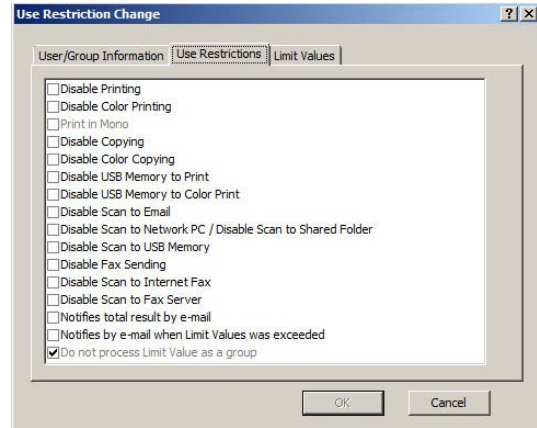 Use Restriction Change
User/Group Information Use Restrictions Limit Values
Disable Printing
Disable Color Printing
Print in Mono
Disable Copying
Disable Color Copying
Disable USB Memory to Print
Disable USB Memory to Color Print
Disable Scan to Email
Disable Scan to Network PC / Disable Scan to Shared Folder
Disable Scan to USB Memory
Disable Fax Sending
Disable Scan to Internet Fax
Disable Scan to Fax Server
Notifies total result by e-mail
Notifies by e-mail when Limit Values was exceeded
Do not process Limit Value as a group
OK Cancel